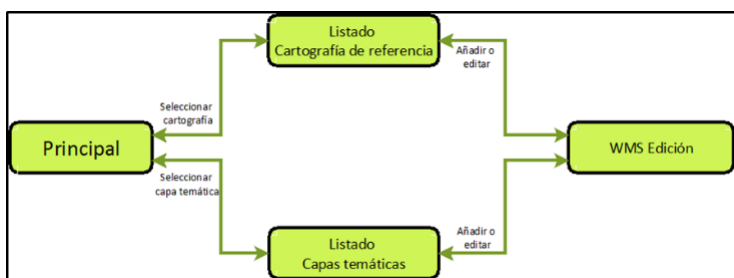 Listado
Cartografía de referencia
Añadir o
editar
Seleccionar
cartografía
Principal
WMS Edición
Seleccionar
capa temática
Añadir o
editar
Listado
Capas temáticas